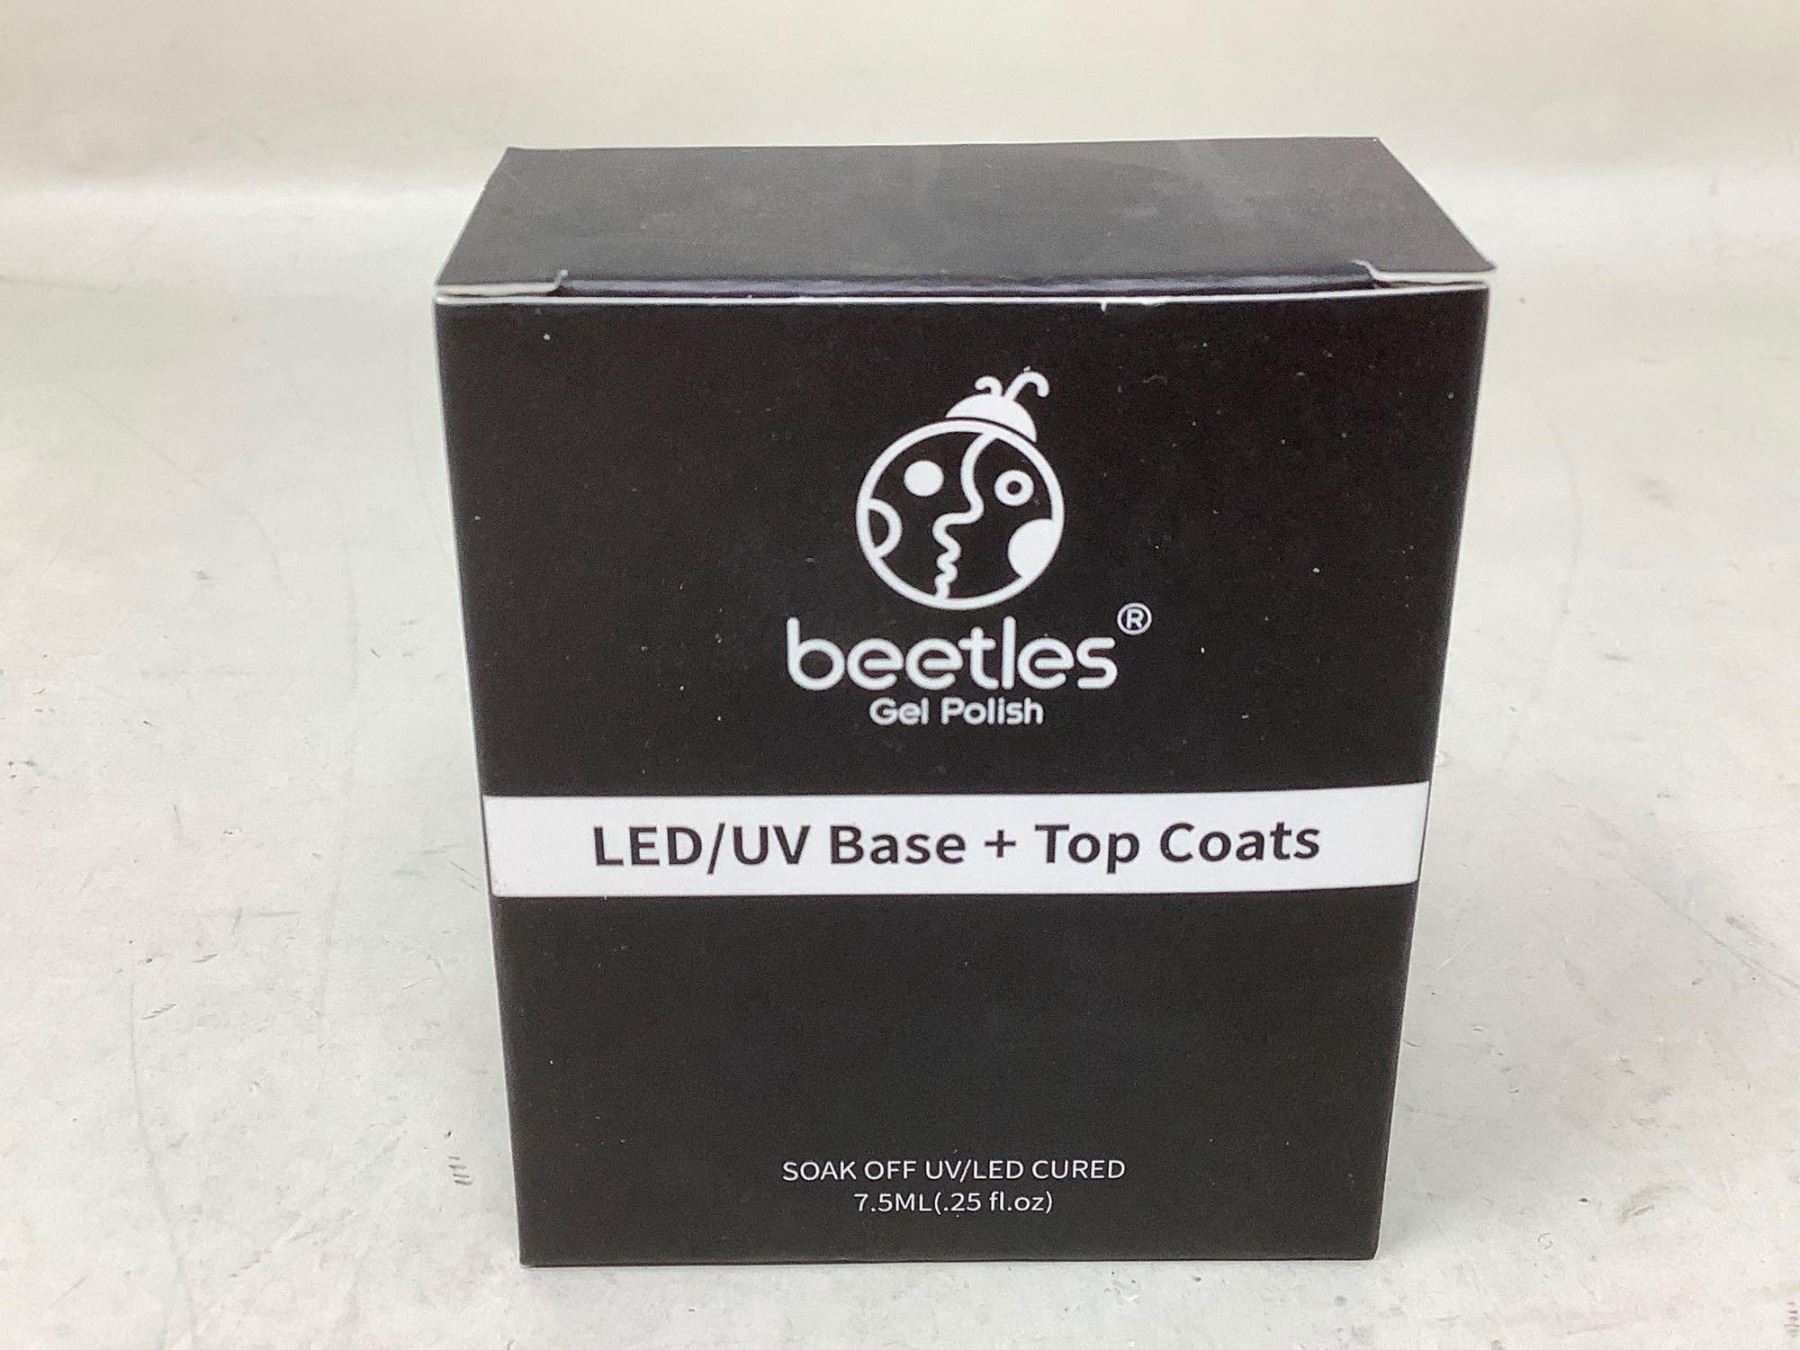 beetles®
Gel Polish
LED/UV Base + Top Coats
SOAK OFF UV/LED CURED
7.5ML(.25 fl.oz)